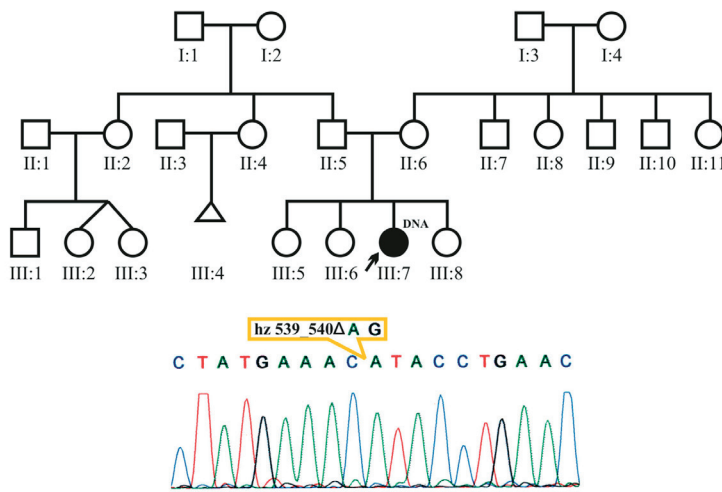 I:1 I:2 I:3 I:4
II:1 II:2 II:3 II:4 II:5 II:6 II:7 II:8 II:9 II:10 II:11
DNA
III:1 III:2 III:3 III:4 III:5 III:6 III:7 III:8
hz 539_540Δ A G
C T A T G A A A C A T A C C T G A A C